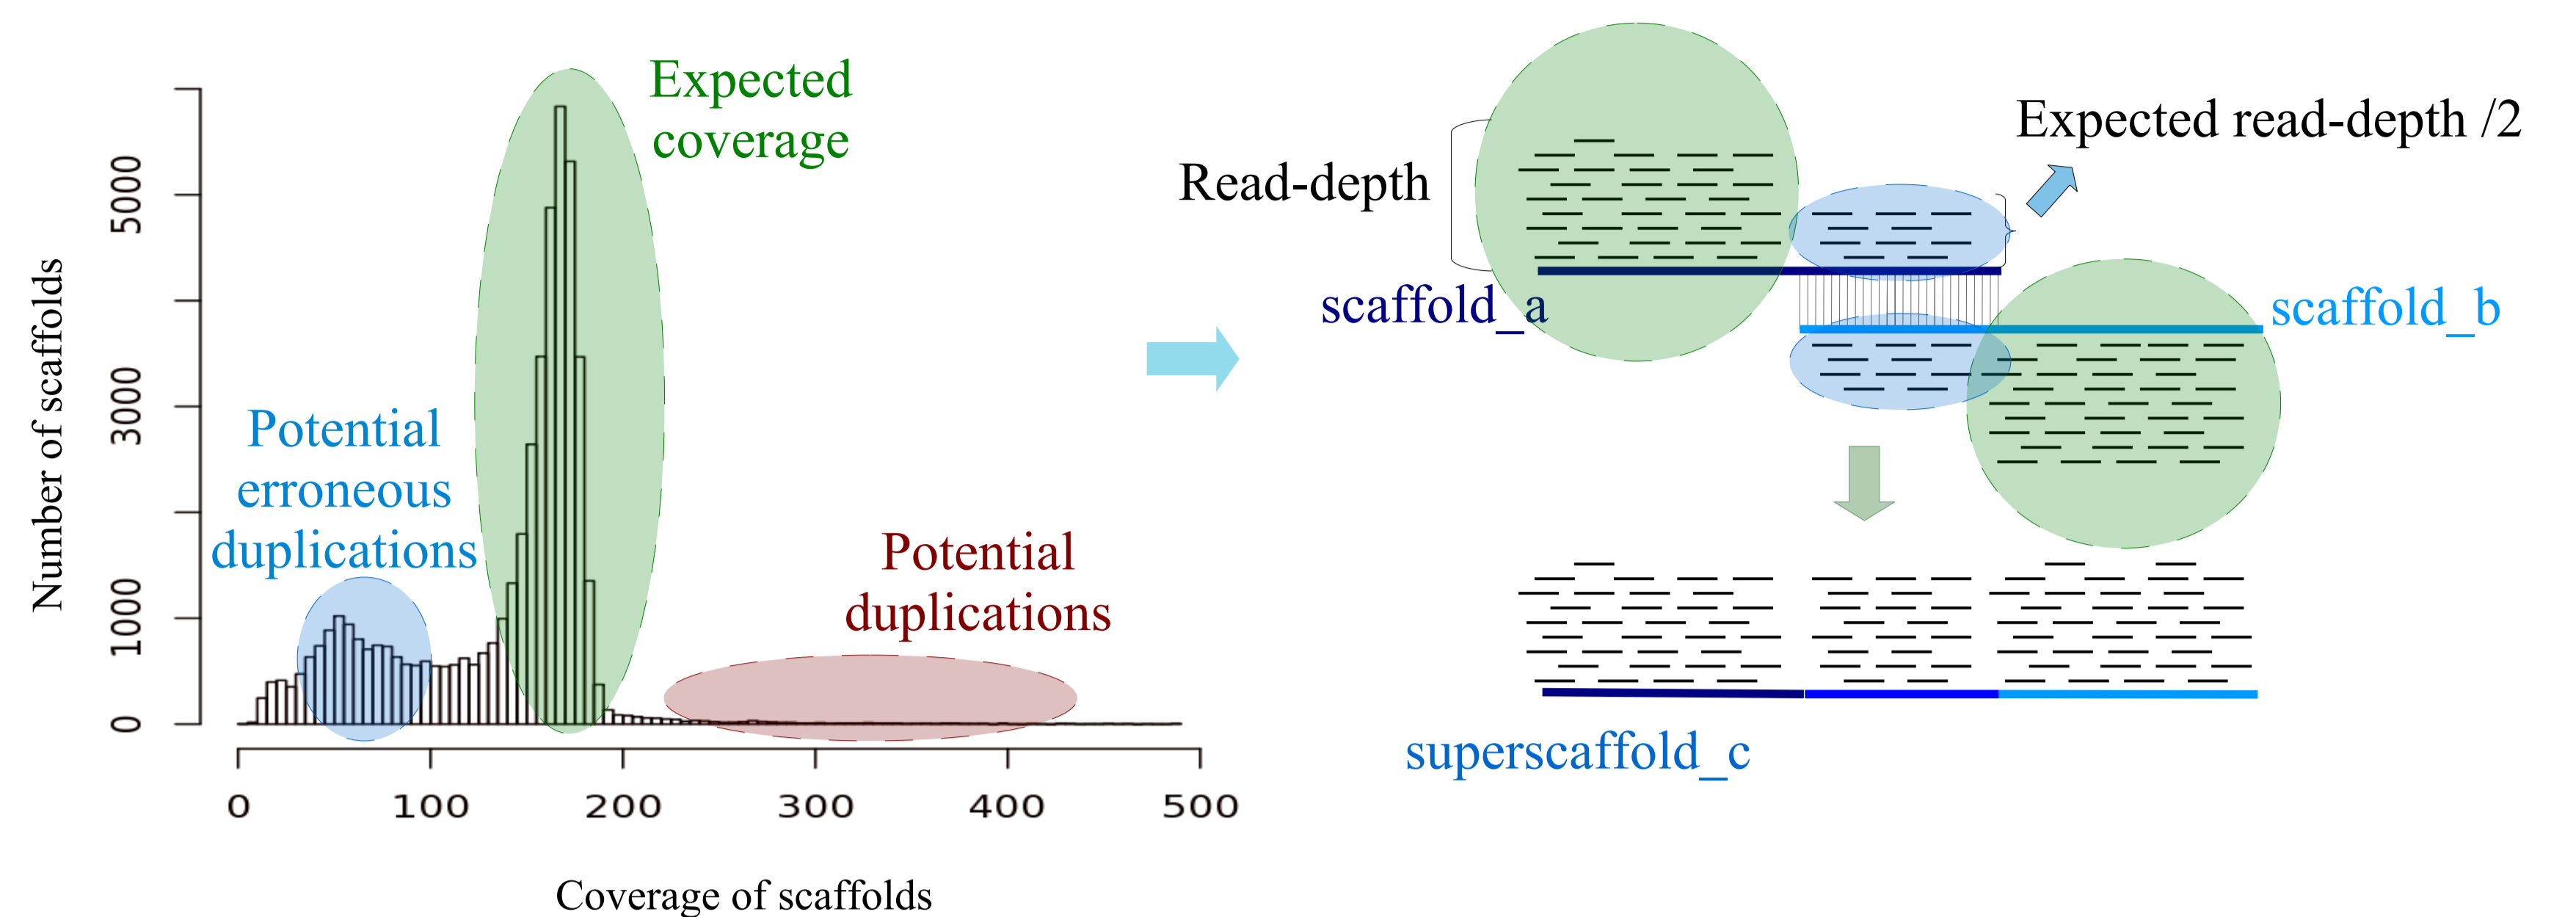 Expected
coverage
Potential
erroneous
duplications
Potential
duplications
Number of scaffolds
5000
3000
1000
0
0 100 200 300 400 500
Coverage of scaffolds
Expected read-depth /2
Read-depth
scaffold_a
scaffold_b
superscaffold_c